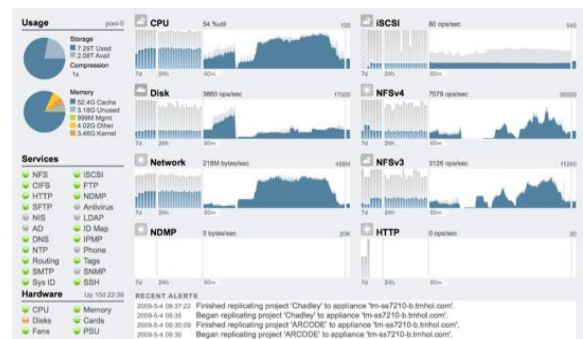 Usage pool-0
Storage
7.29T Used
2.08T Avail
Compression
1x
Memory
52.4G Cache
3.18G Unused
999M Mgmt
4.02G Other
3.46G Kernel
Services
NFS iSCSI
CIFS FTP
HTTP NDMP
SFTP Antivirus
NIS LDAP
AD ID Map
DNS IPMP
NTP Phone
Routing Tags
SMTP SNMP
Sys ID SSH
Hardware Up 10d 22:38
CPU Memory
Disks Cards
Fans PSU
CPU 54 %util 100
7d 24h 60m
Disk 3860 ops/sec 17500
7d 24h 60m
Network 218M bytes/sec
7d 24h 60m
NDMP 0 bytes/sec 20K
7d 24h 60m
iSCSI 80 ops/sec 540
7d 24h 60m
NFSv4 7079 ops/sec 35000
7d 24h 60m
NFSv3 3126 ops/sec 11250
7d 24h 60m
HTTP 0 ops/sec 20
7d 24h 60m
RECENT ALERTS
2009-5-4 09:37:22 Finished replicating project 'Chadley' to appliance 'tm-ss7210-b.tmhol.com'.
2009-5-4 09:35 Began replicating project 'Chadley' to appliance 'tm-ss7210-b.tmhol.com'.
2009-5-4 09:30:09 Finished replicating project 'ARCODE' to appliance 'tm-ss7210-b.tmhol.com'.
2009-5-4 09:30 Began replicating project 'ARCODE' to appliance 'tm-ss7210-b.tmhol.com'.